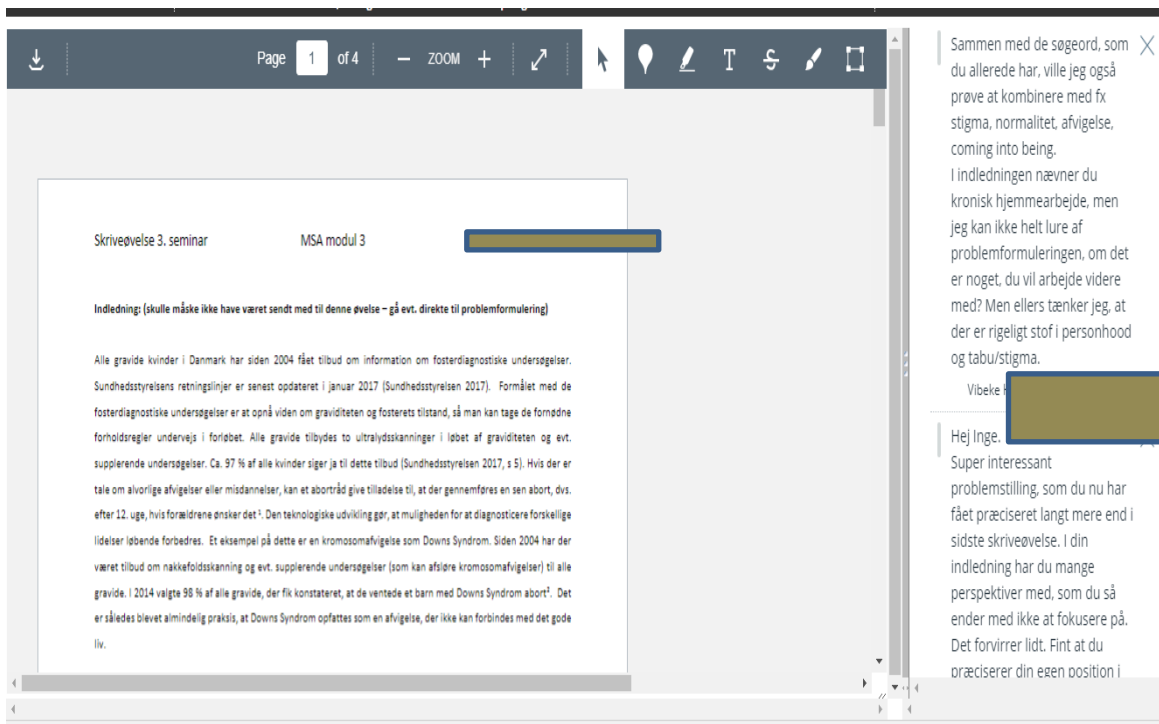 Page 1 of 4 ZOOM
T S
Skriveøvelse 3. seminar MSA modul 3
Indledning: (skulle måske ikke have været sendt med til denne øvelse – gå evt. direkte til problemformulering)
Alle gravide kvinder i Danmark har siden 2004 fået tilbud om information om fosterdiagnostiske undersøgelser.
Sundhedsstyrelsens retningslinjer er senest opdateret i januar 2017 (Sundhedsstyrelsen 2017). Formålet med de
fosterdiagnostiske undersøgelser er at opnå viden om graviditeten og fosterets tilstand, så man kan tage de fornødne
forholdsregler undervejs i forløbet. Alle gravide tilbydes to ultralydsskanninger i løbet af graviditeten og evt.
supplerende undersøgelser. Ca. 97 % af alle kvinder siger ja til dette tilbud (Sundhedsstyrelsen 2017, s 5). Hvis der er
tale om alvorlige afvigelser eller misdannelser, kan et abortråd give tilladelse til, at der gennemføres en sen abort, dvs.
efter 12. uge, hvis forældrene ønsker det ¹. Den teknologiske udvikling gør, at muligheden for at diagnosticere forskellige
lidelser løbende forbedres. Et eksempel på dette er en kromosomafvigelse som Downs Syndrom. Siden 2004 har der
været tilbud om nakkefoldsskanning og evt. supplerende undersøgelser (som kan afsløre kromosomafvigelser) til alle
gravide. I 2014 valgte 98 % af alle gravide, der fik konstateret, at de ventede et barn med Downs Syndrom abort². Det
er således blevet almindelig praksis, at Downs Syndrom opfattes som en afvigelse, der ikke kan forbindes med det gode
liv.
Sammen med de søgeord, som
du allerede har, ville jeg også
prøve at kombinere med fx
stigma, normalitet, afvigelse,
coming into being.
I indledningen nævner du
kronisk hjemmearbejde, men
jeg kan ikke helt lure af
problemformuleringen, om det
er noget, du vil arbejde videre
med? Men ellers tænker jeg, at
der er rigeligt stof i personhood
og tabu/stigma.
Vibeke
Hej Inge.
Super interessant
problemstilling, som du nu har
fået præciseret langt mere end i
sidste skriveøvelse. I din
indledning har du mange
perspektiver med, som du så
ender med ikke at fokusere på.
Det forvirrer lidt. Fint at du
præciserer din egen position i